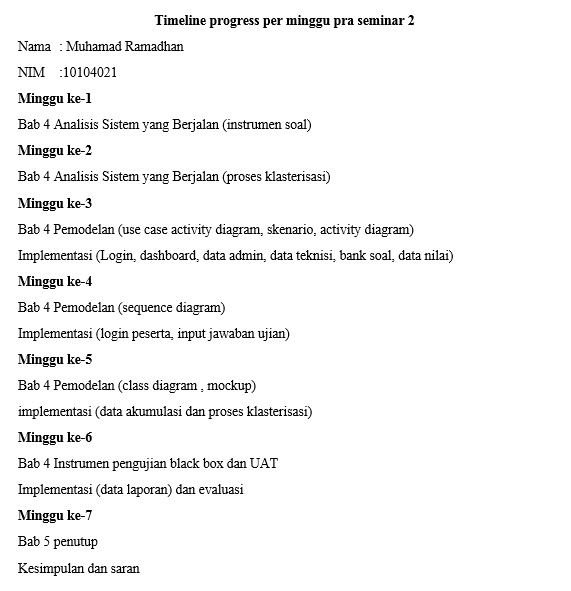 Timeline progress per minggu pra seminar 2
Nama : Muhamad Ramadhan
NIM :10104021
Minggu ke-1
Bab 4 Analisis Sistem yang Berjalan (instrumen soal)
Minggu ke-2
Bab 4 Analisis Sistem yang Berjalan (proses klasterisasi)
Minggu ke-3
Bab 4 Pemodelan (use case activity diagram, skenario, activity diagram)
Implementasi (Login, dashboard, data admin, data teknisi, bank soal, data nilai)
Minggu ke-4
Bab 4 Pemodelan (sequence diagram)
Implementasi (login peserta, input jawaban ujian)
Minggu ke-5
Bab 4 Pemodelan (class diagram , mockup)
implementasi (data akumulasi dan proses klasterisasi)
Minggu ke-6
Bab 4 Instrumen pengujian black box dan UAT
Implementasi (data laporan) dan evaluasi
Minggu ke-7
Bab 5 penutup
Kesimpulan dan saran